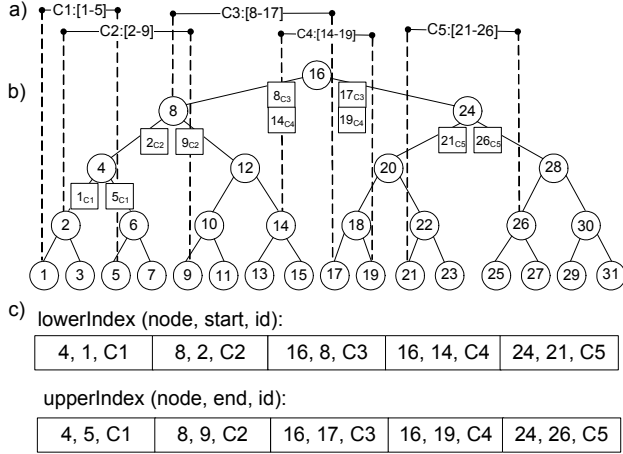 a) C1:[1-5] C3:[8-17]
C2:[2-9] C4:[14-19] C5:[21-26]
b) 16
8C3 17C3
8 14C4 19C4 24
2C2 9C2 21C5 26C5
4 12 20 28
1C1 5C1
2 6 10 14 18 22 26 30
1 3 5 7 9 11 13 15 17 19 21 23 25 27 29 31
c) lowerIndex (node, start, id):
4, 1, C1 8, 2, C2 16, 8, C3 16, 14, C4 24, 21, C5
upperIndex (node, end, id):
4, 5, C1 8, 9, C2 16, 17, C3 16, 19, C4 24, 26, C5